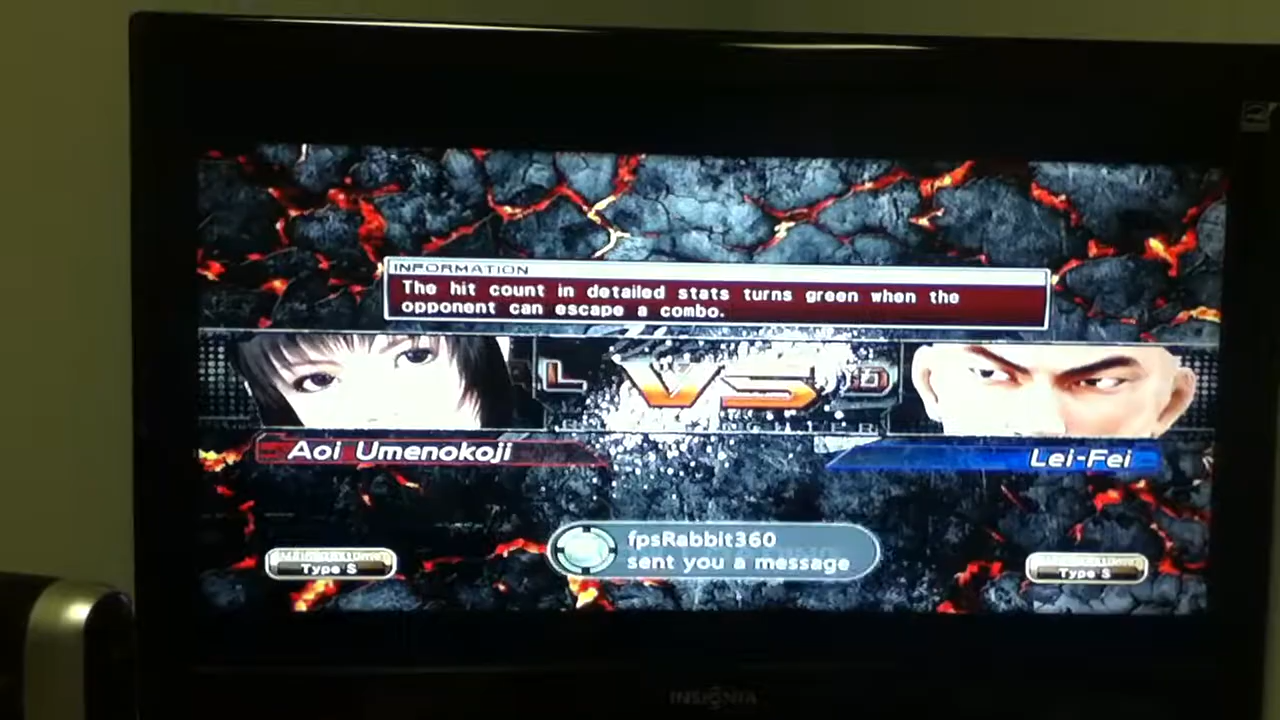 INFORMATION
The hit count in detailed stats turns green when the
opponent can escape a combo.
VS
Aoi Umenokoji
Lei-Fei
fpsRabbit360
sent you a message
Type S
Type S
INSIGNIA